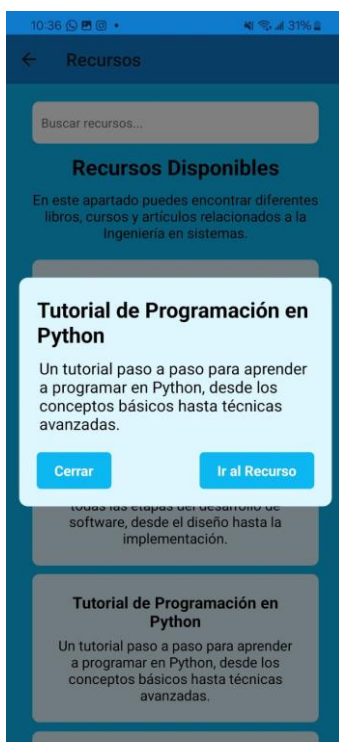 10:36
31%
Recursos
Buscar recursos...
Recursos Disponibles
En este apartado puedes encontrar diferentes
libros, cursos y artículos relacionados a la
Ingeniería en sistemas.
Tutorial de Programación en
Python
Un tutorial paso a paso para aprender
a programar en Python, desde los
conceptos básicos hasta técnicas
avanzadas.
Cerrar
Ir al Recurso
todas las etapas del desarrollo de
software, desde el diseño hasta la
implementación.
Tutorial de Programación en
Python
Un tutorial paso a paso para aprender
a programar en Python, desde los
conceptos básicos hasta técnicas
avanzadas.